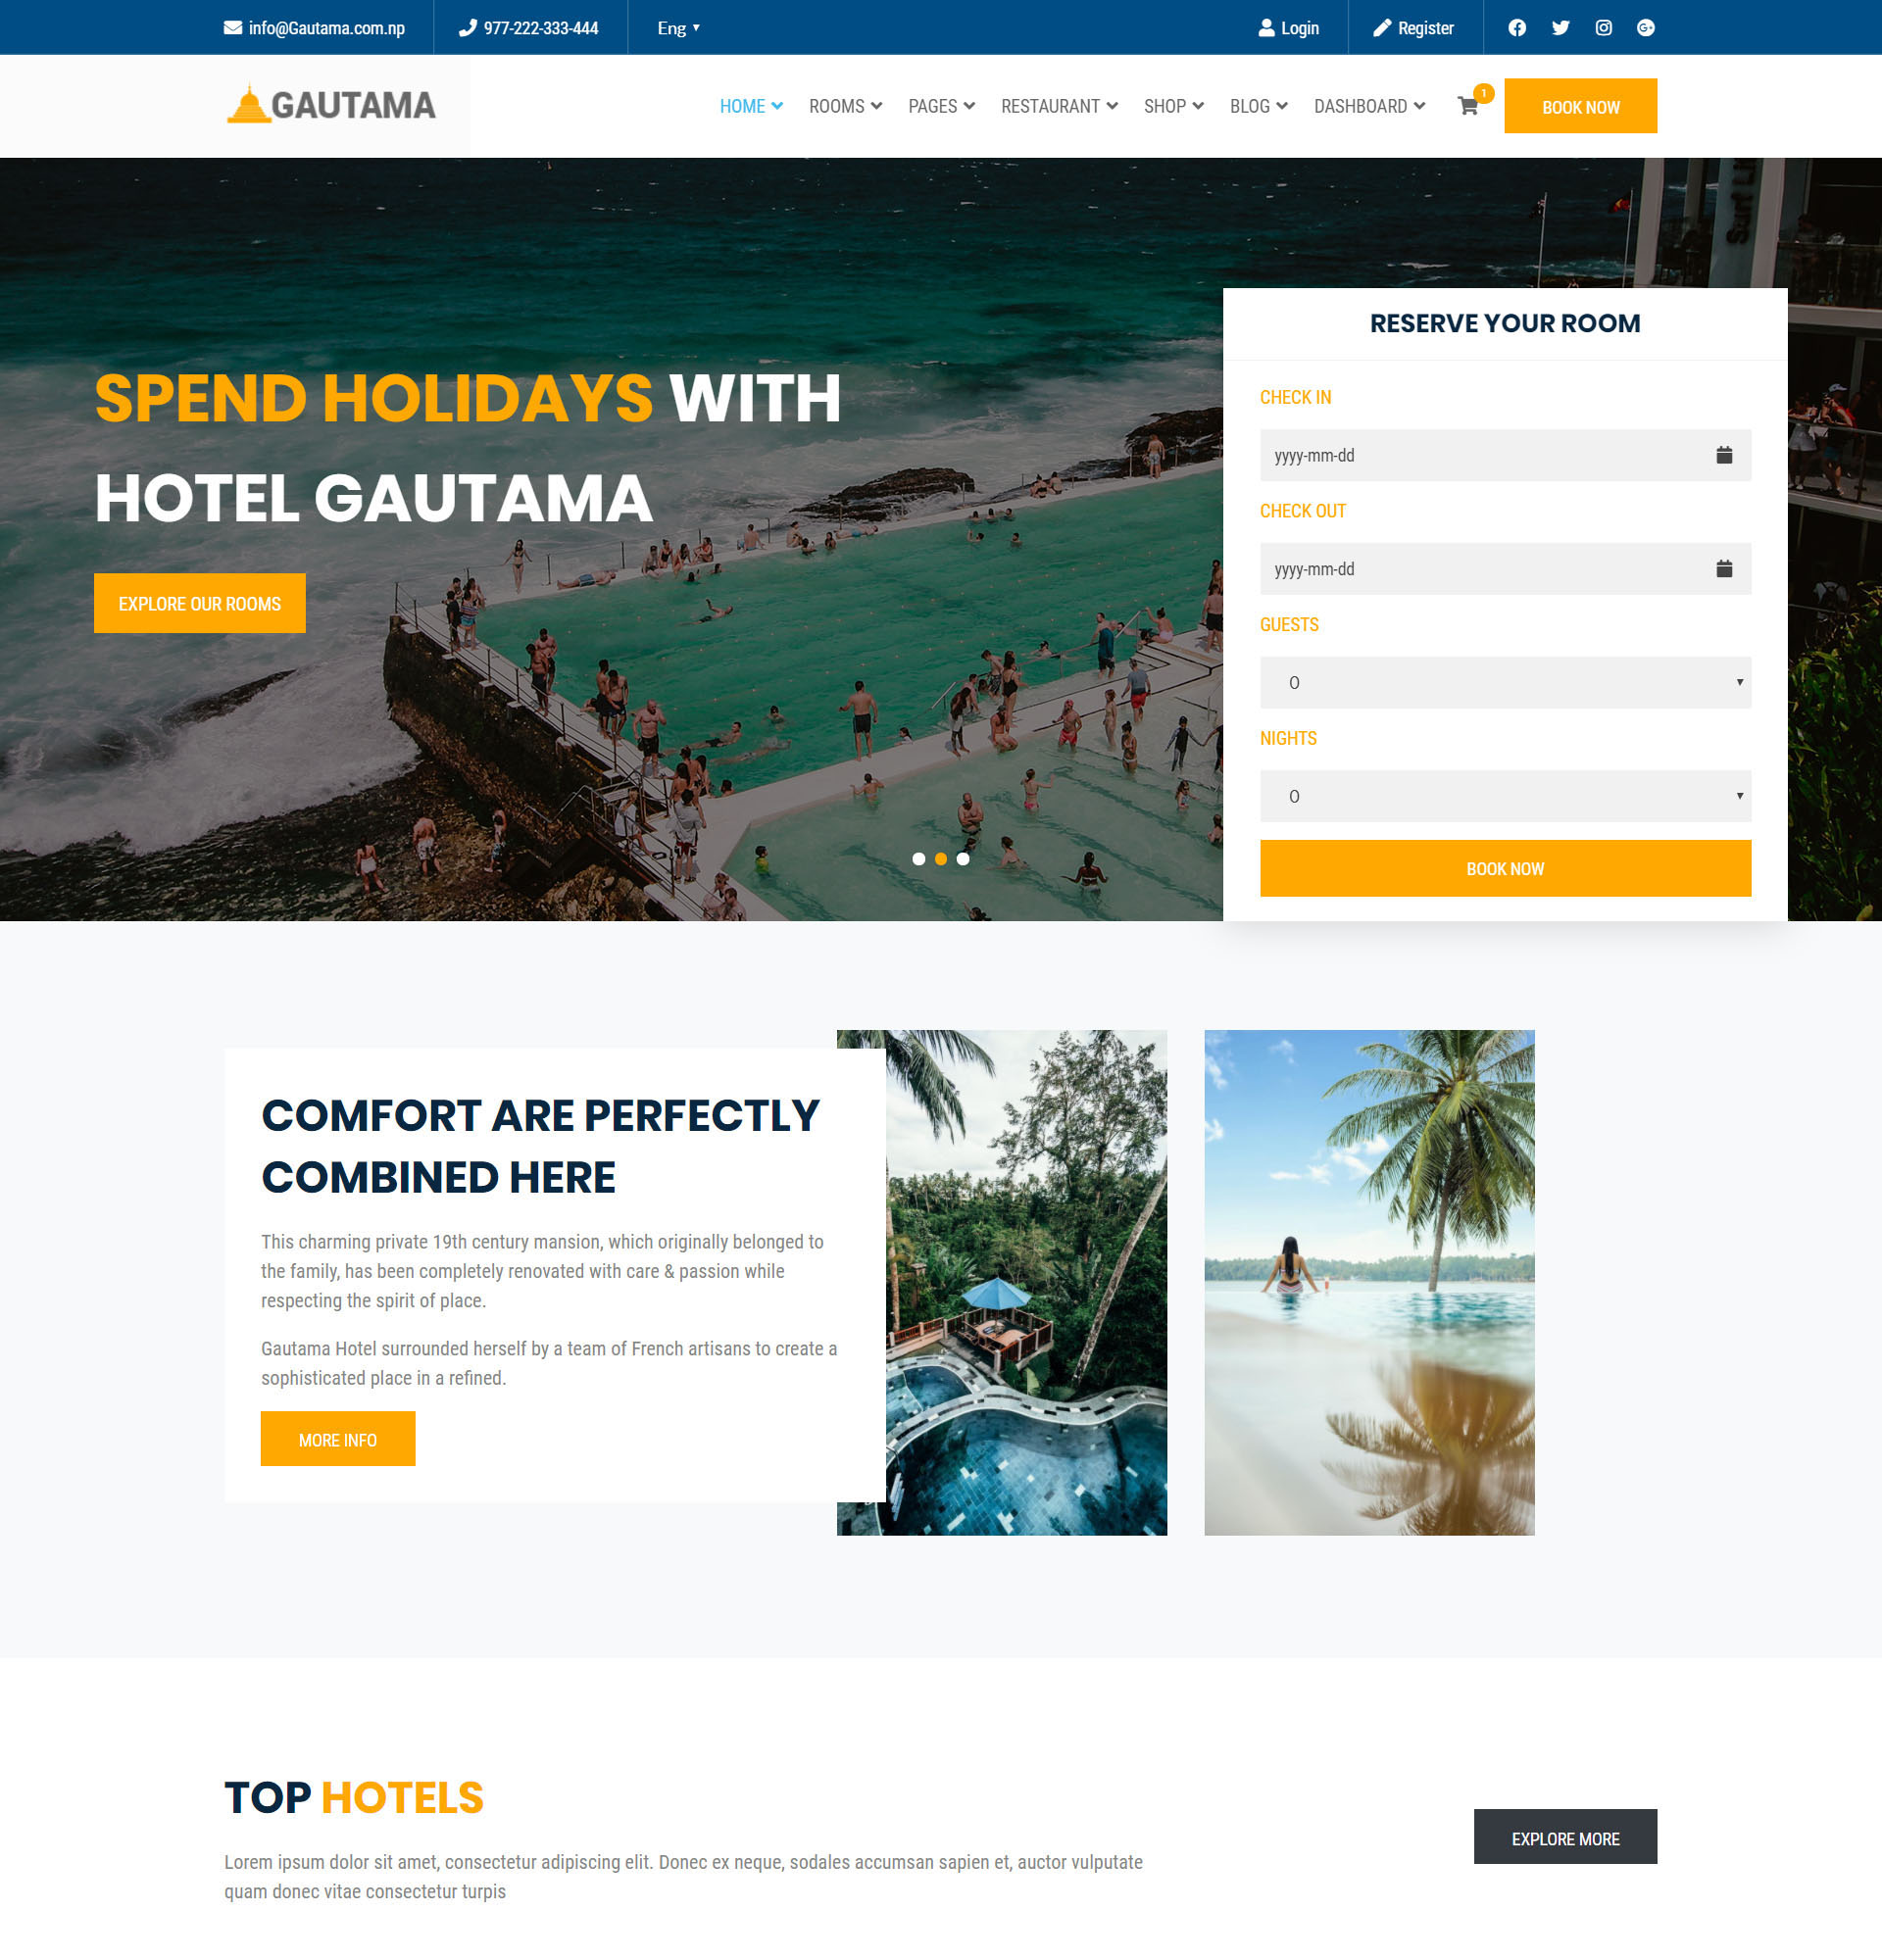 info@Gautama.com.np
977-222-333-444
Eng
Login
Register
GAUTAMA
HOME
ROOMS
PAGES
RESTAURANT
SHOP
BLOG
DASHBOARD
1
BOOK NOW
SPEND HOLIDAYS WITH
HOTEL GAUTAMA
EXPLORE OUR ROOMS
RESERVE YOUR ROOM
CHECK IN
yyyy-mm-dd
CHECK OUT
yyyy-mm-dd
GUESTS
0
NIGHTS
0
BOOK NOW
COMFORT ARE PERFECTLY
COMBINED HERE
This charming private 19th century mansion, which originally belonged to
the family, has been completely renovated with care & passion while
respecting the spirit of place.
Gautama Hotel surrounded herself by a team of French artisans to create a
sophisticated place in a refined.
MORE INFO
TOP HOTELS
EXPLORE MORE
Lorem ipsum dolor sit amet, consectetur adipiscing elit. Donec ex neque, sodales accumsan sapien et, auctor vulputate
quam donec vitae consectetur turpis